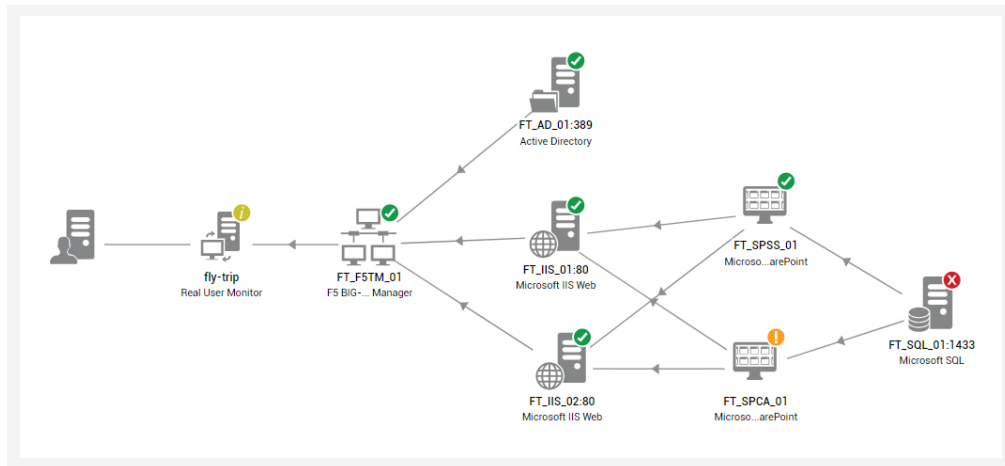 FT_AD_01:389
Active Directory
FT_IIS_01:80
Microsoft IIS Web
FT_SPSS_01
Microso...arePoint
fly-trip
Real User Monitor
FT_F5TM_01
F5 BIG-... Manager
FT_SQL_01:1433
Microsoft SQL
FT_IIS_02:80
Microsoft IIS Web
FT_SPCA_01
Microso...arePoint